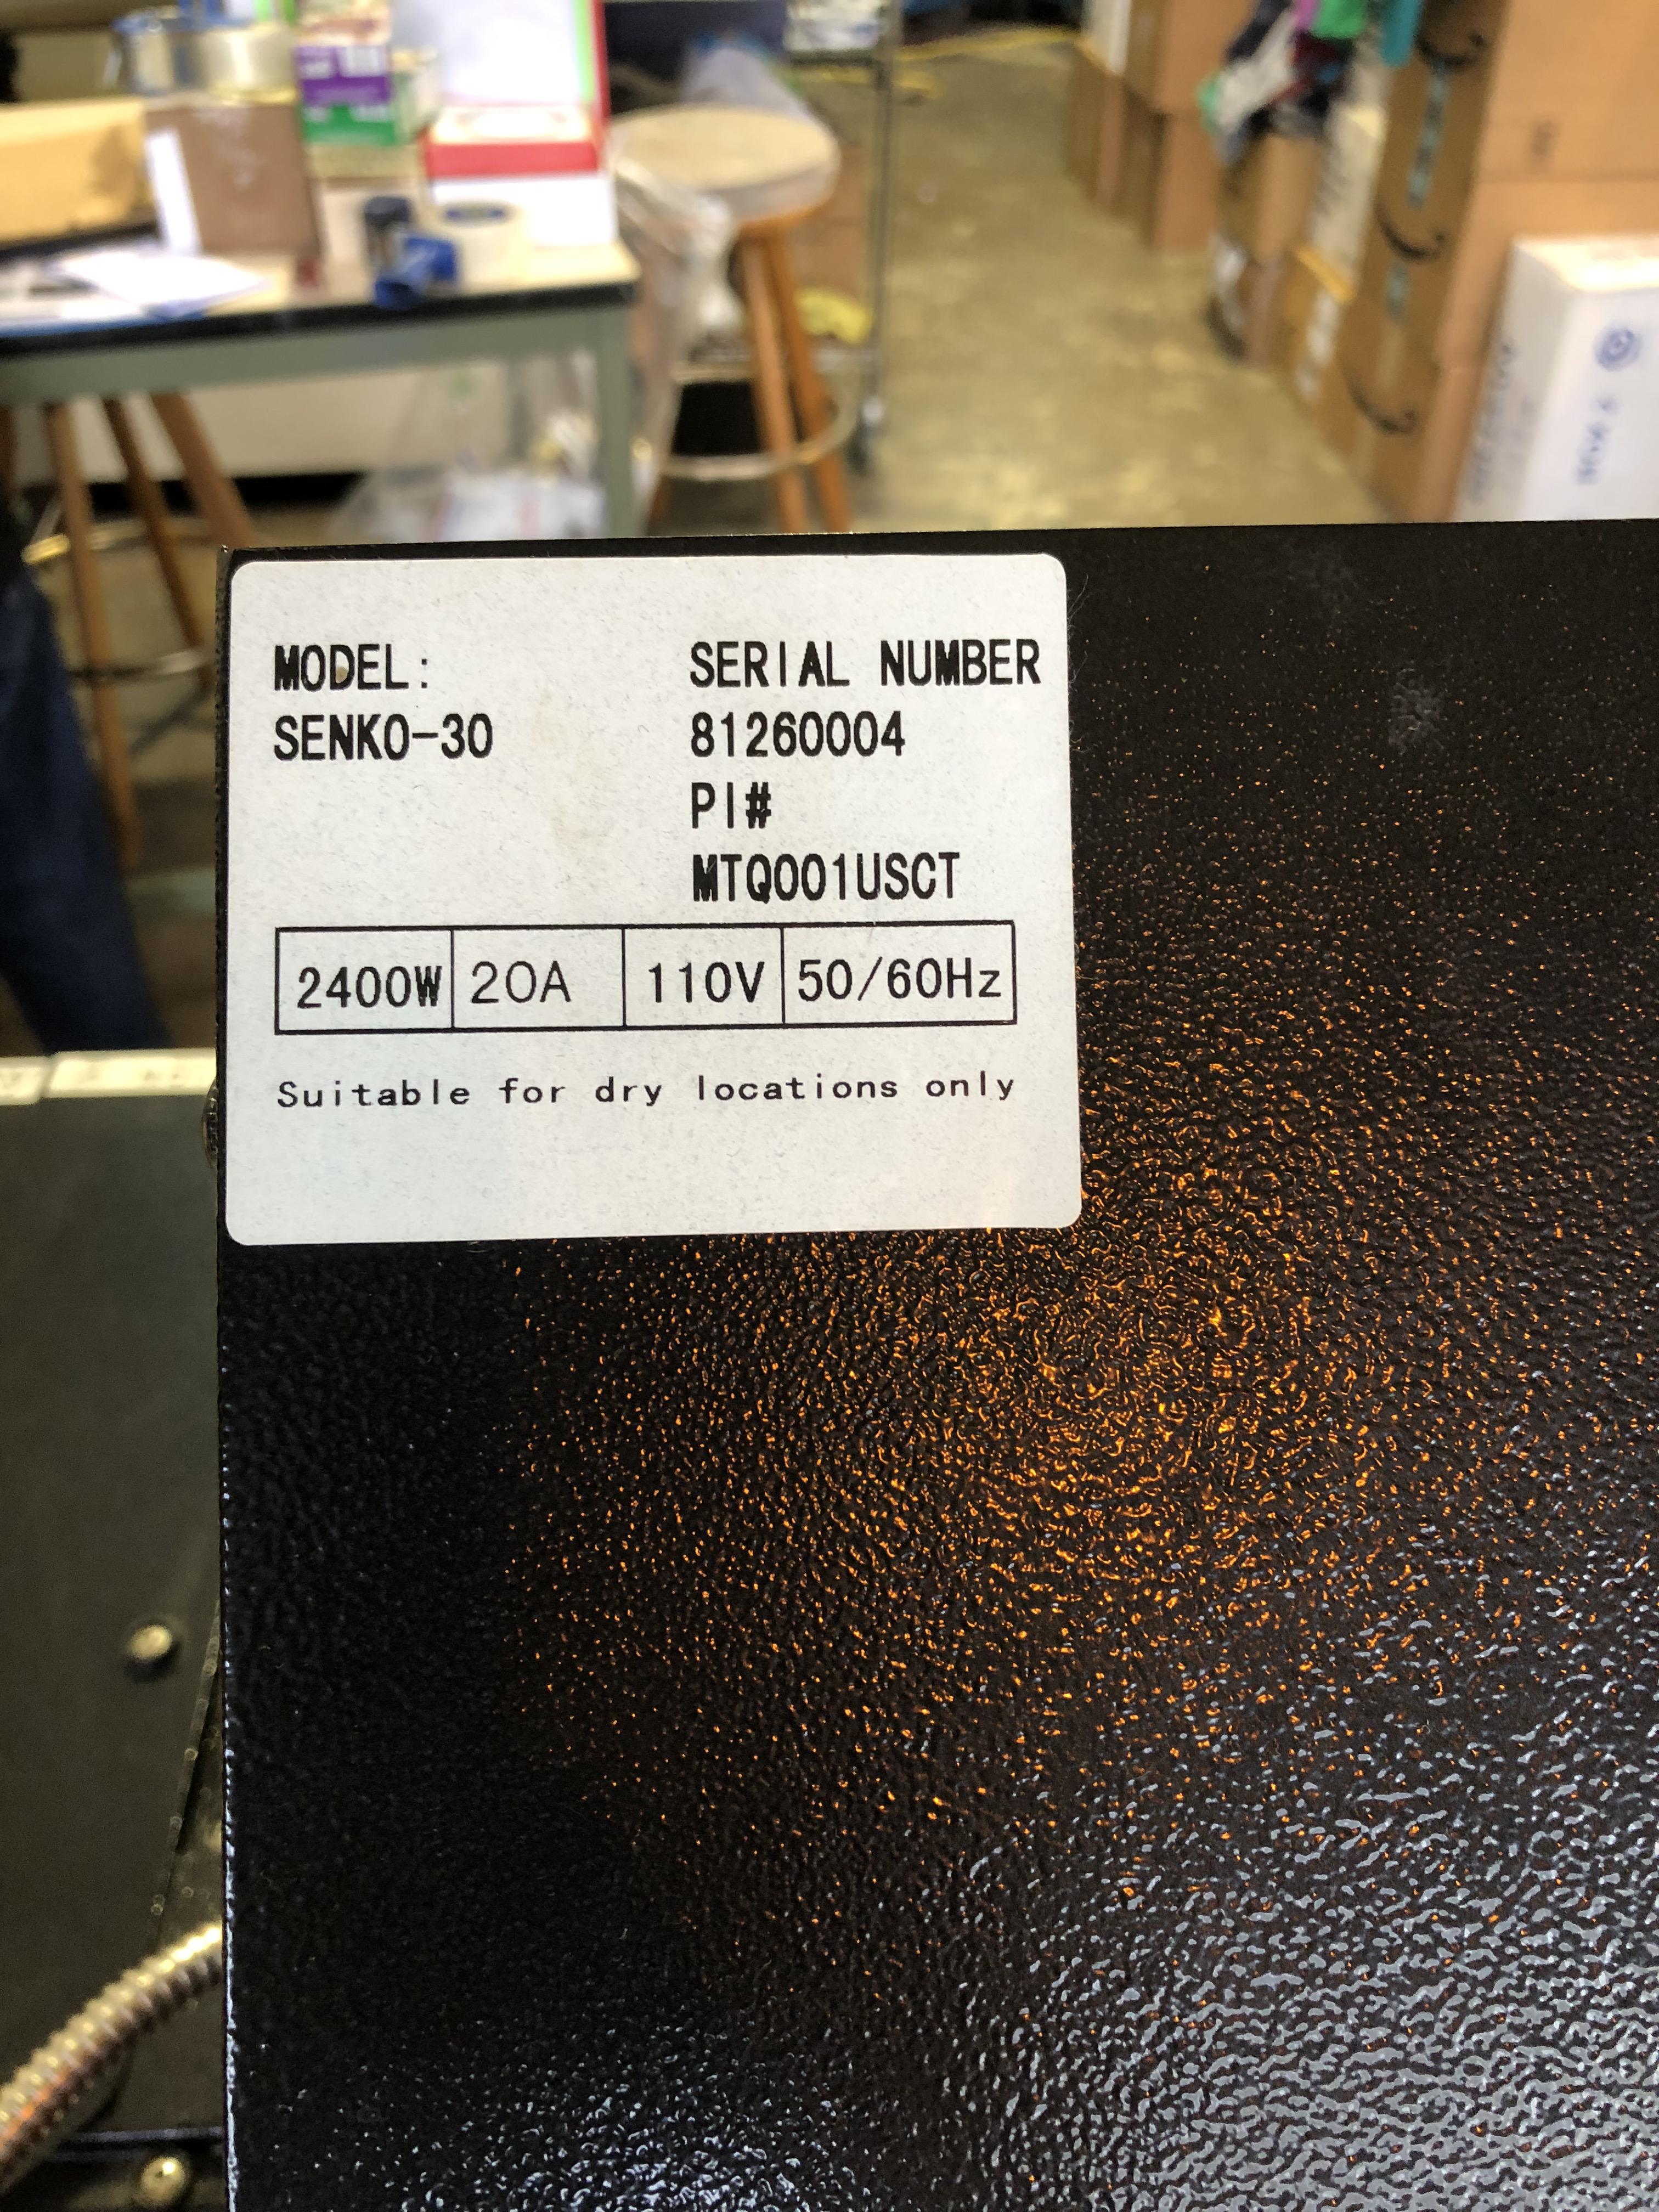 MODEL:
SENKO-30
SERIAL NUMBER
81260004
PI#
MTQ001USCT
2400W 20A 110V 50/60Hz
Suitable for dry locations only